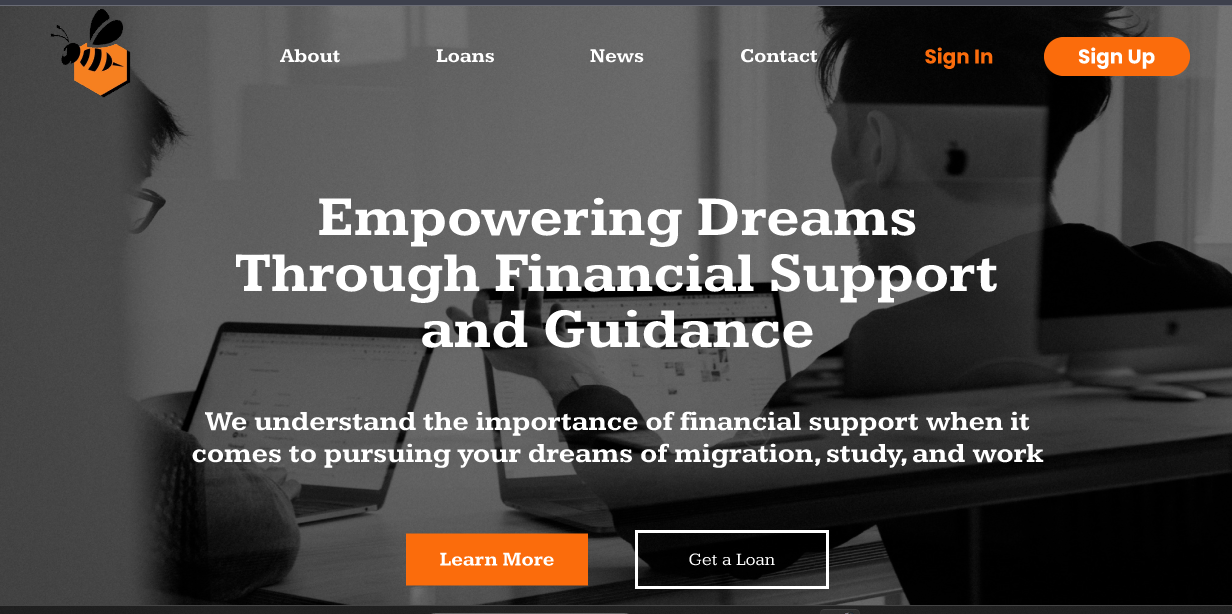 About Loans News Contact Sign In Sign Up
Empowering Dreams
Through Financial Support
and Guidance
We understand the importance of financial support when it
comes to pursuing your dreams of migration, study, and work
Learn More Get a Loan